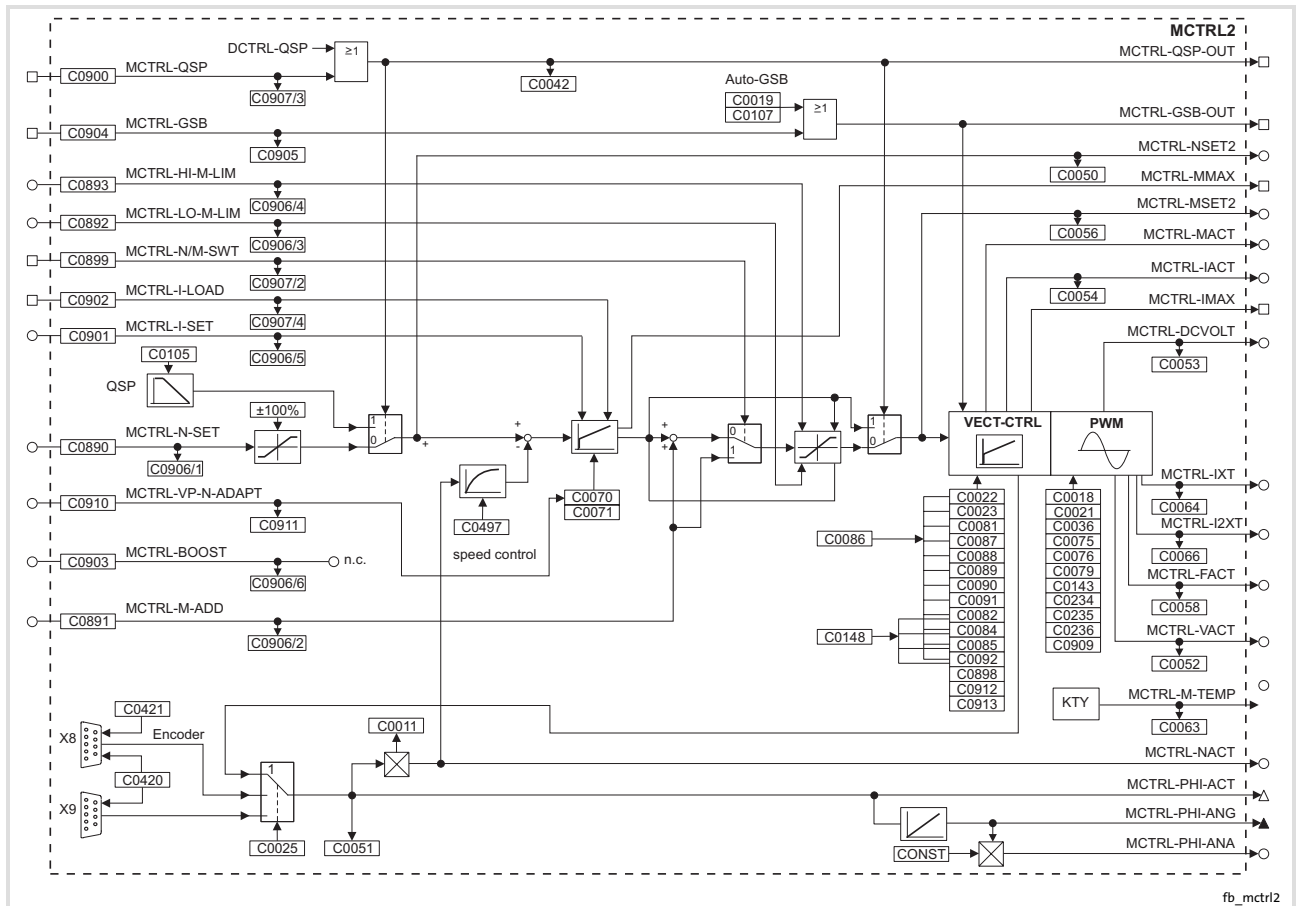 MCTRL2
DCTRL-QSP
≥1
MCTRL-QSP-OUT
C0900
MCTRL-QSP
C0907/3
C0042
Auto-GSB
C0019
C0107
≥1
MCTRL-GSB-OUT
C0904
MCTRL-GSB
C0905
MCTRL-NSET2
C0050
C0893
MCTRL-HI-M-LIM
C0906/4
MCTRL-MMAX
C0892
MCTRL-LO-M-LIM
C0906/3
MCTRL-MSET2
C0056
MCTRL-MACT
C0899
MCTRL-N/M-SWT
C0907/2
MCTRL-IACT
C0054
C0902
MCTRL-I-LOAD
C0907/4
MCTRL-IMAX
C0901
MCTRL-I-SET
C0906/5
MCTRL-DCVOLT
C0053
C0105
QSP
±100%
1
0
+
+
-
+
+
0
1
1
0
VECT-CTRL
PWM
C0890
MCTRL-N-SET
C0906/1
C0497
speed control
C0070
C0071
C0910
MCTRL-VP-N-ADAPT
C0911
C0903
MCTRL-BOOST
n.c.
C0906/6
C0891
MCTRL-M-ADD
C0906/2
C0086
C0148
C0022
C0023
C0081
C0087
C0088
C0089
C0090
C0091
C0082
C0084
C0085
C0092
C0898
C0912
C0913
C0018
C0021
C0036
C0075
C0076
C0079
C0143
C0234
C0235
C0236
C0909
MCTRL-IXT
C0064
MCTRL-I2XT
C0066
MCTRL-FACT
C0058
MCTRL-VACT
C0052
KTY
MCTRL-M-TEMP
C0063
C0421
X8
Encoder
C0420
X9
1
C0025
C0051
C0011
MCTRL-NACT
MCTRL-PHI-ACT
MCTRL-PHI-ANG
CONST
MCTRL-PHI-ANA
fb_mctrl2